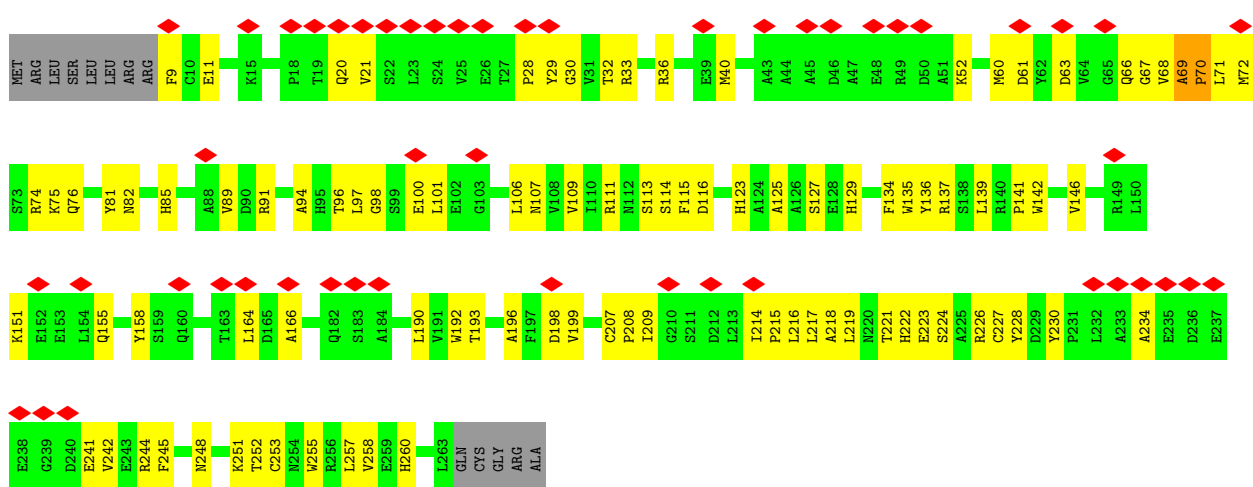 MET ARG LEU SER LEU LEU ARG ARG F9 C10 E11 K15 P18 T19 Q20 V21 S22 L23 S24 V25 E26 T27 P28 Y29 G30 V31 T32 R33 R36 E39 M40 A43 A44 A45 D46 A47 E48 R49 D50 A51 K52 M60 D61 Y62 D63 V64 G65 Q66 G67 V68 A69 P70 L71 M72
S73 R74 K75 Q76 Y81 N82 H85 A88 V89 D90 R91 A94 H95 T96 L97 G98 S99 E100 L101 E102 G103 L106 N107 V108 V109 I110 R111 N112 S113 S114 F115 D116 H123 A124 A125 A126 S127 E128 H129 F134 W135 Y136 R137 S138 L139 R140 P141 W142 V146 R149 L150
K151 E152 E153 L154 Q155 Y158 S159 Q160 T163 L164 D165 A166 Q182 S183 A184 L190 V191 W192 T193 A196 F197 D198 V199 C207 P208 I209 G210 S211 D212 L213 I214 P215 L216 L217 A218 L219 N220 T221 H222 E223 S224 A225 R226 C227 Y228 D229 Y230 P231 L232 A233 A234 E235 D236 E237
E238 G239 D240 E241 V242 E243 R244 F245 N248 K251 T252 C253 N254 W255 R256 L257 V258 E259 H260 L263 GLN CYS GLY ARG ALA